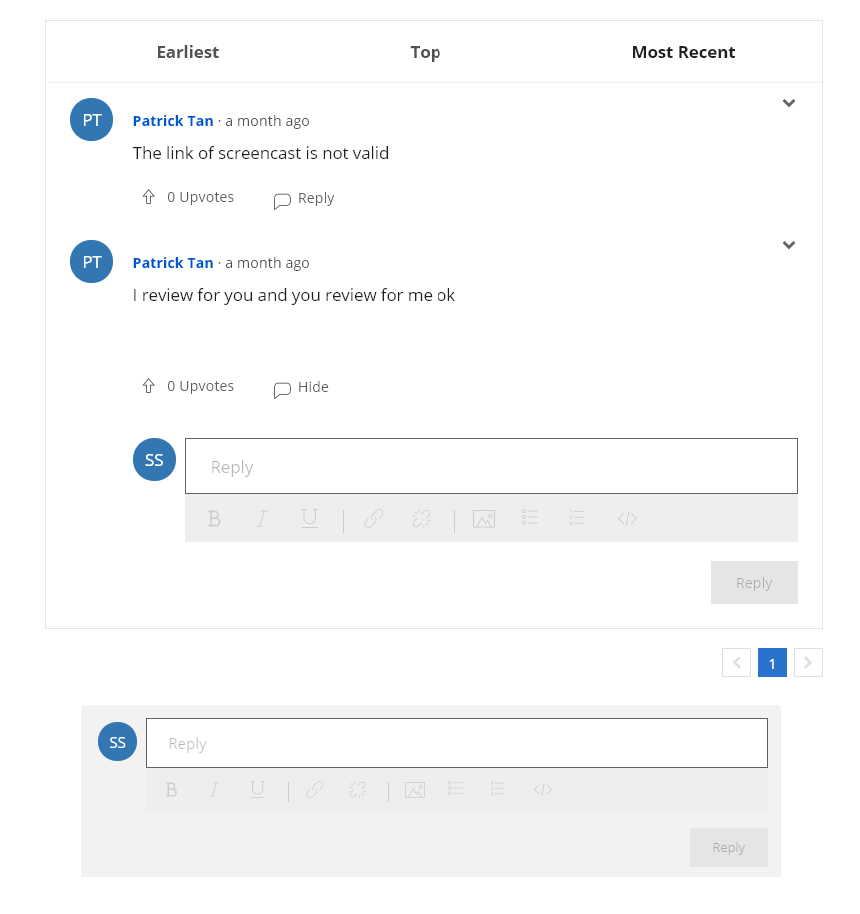 Earliest Top Most Recent
PT Patrick Tan · a month ago
The link of screencast is not valid
0 Upvotes Reply
PT Patrick Tan · a month ago
I review for you and you review for me ok
0 Upvotes Hide
SS Reply
B I U
Reply
1
SS Reply
B I U
Reply